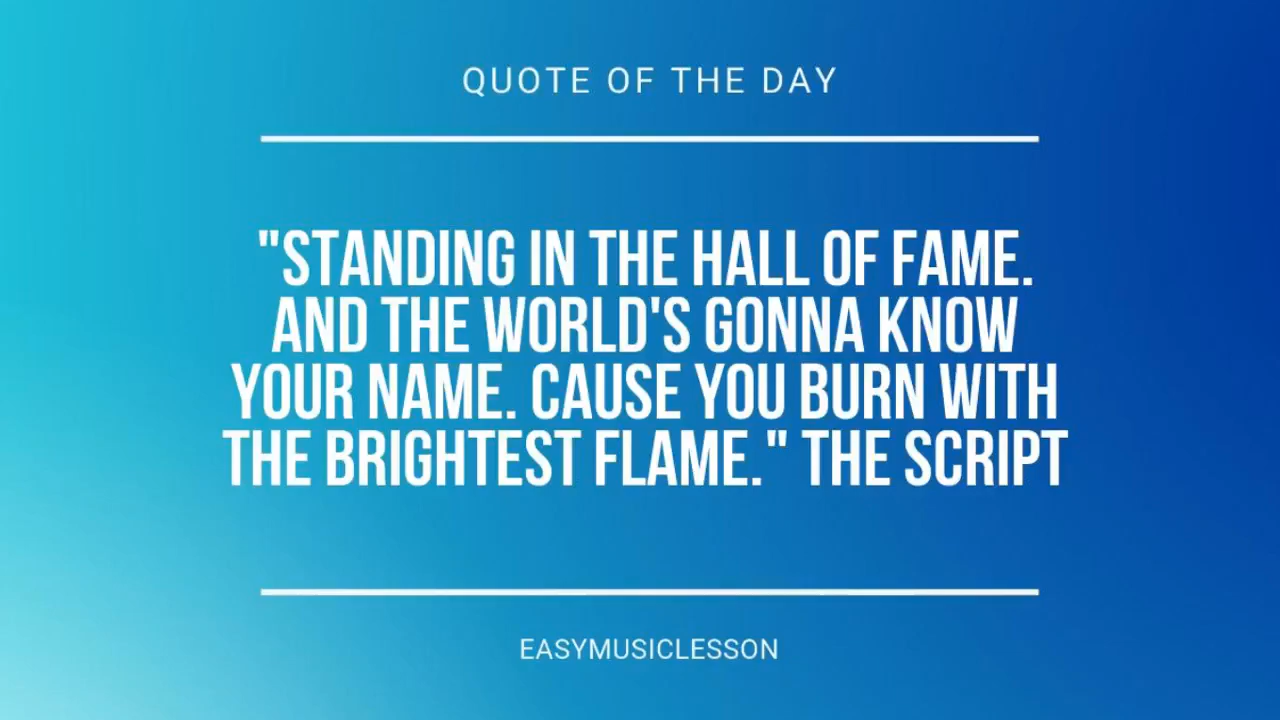 QUOTE OF THE DAY
"STANDING IN THE HALL OF FAME.
AND THE WORLD'S GONNA KNOW
YOUR NAME. CAUSE YOU BURN WITH
THE BRIGHTEST FLAME." THE SCRIPT
EASYMUSICLESSON